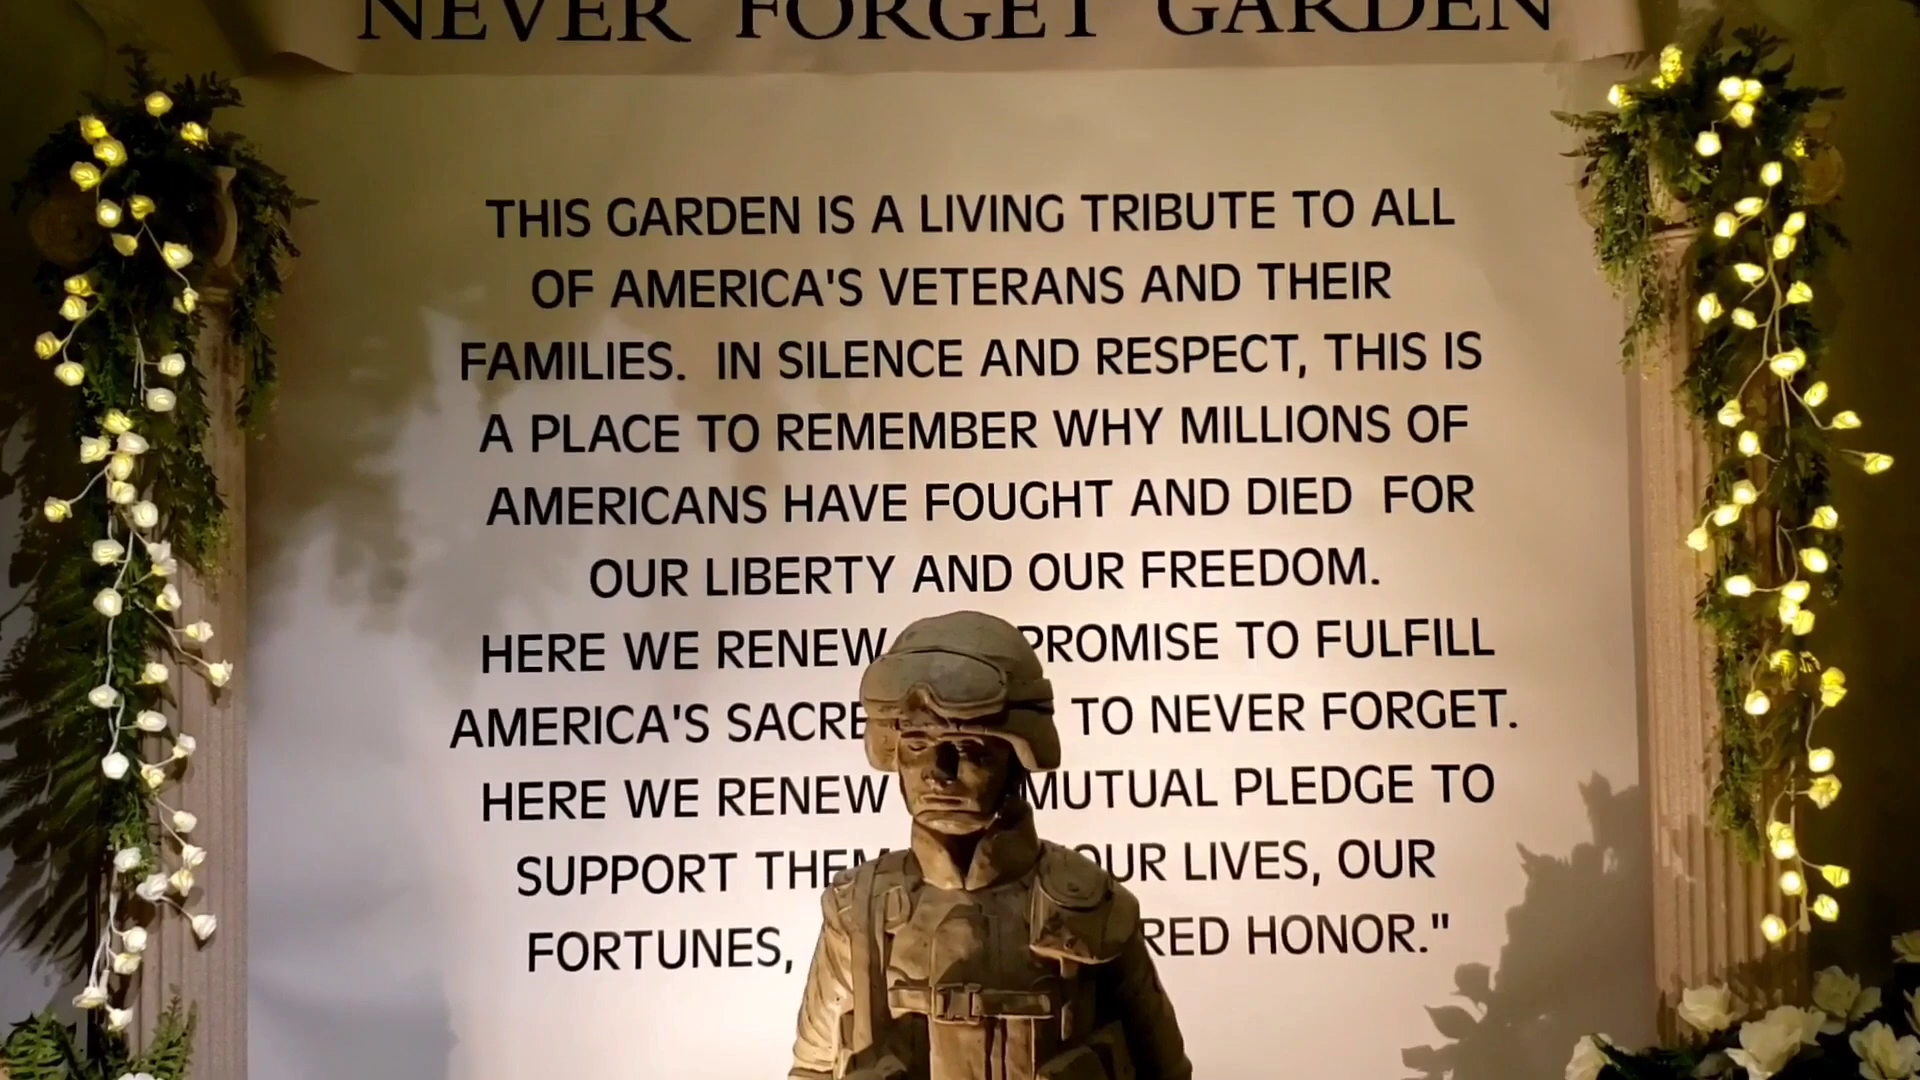 NEVER FORGET GARDEN
THIS GARDEN IS A LIVING TRIBUTE TO ALL
OF AMERICA'S VETERANS AND THEIR
FAMILIES. IN SILENCE AND RESPECT, THIS IS
A PLACE TO REMEMBER WHY MILLIONS OF
AMERICANS HAVE FOUGHT AND DIED FOR
OUR LIBERTY AND OUR FREEDOM.
HERE WE RENEW PROMISE TO FULFILL
AMERICA'S TO NEVER FORGET.
HERE WE RENEW MUTUAL PLEDGE TO
SUPPORT OUR LIVES, OUR
FORTUNES, HONOR."